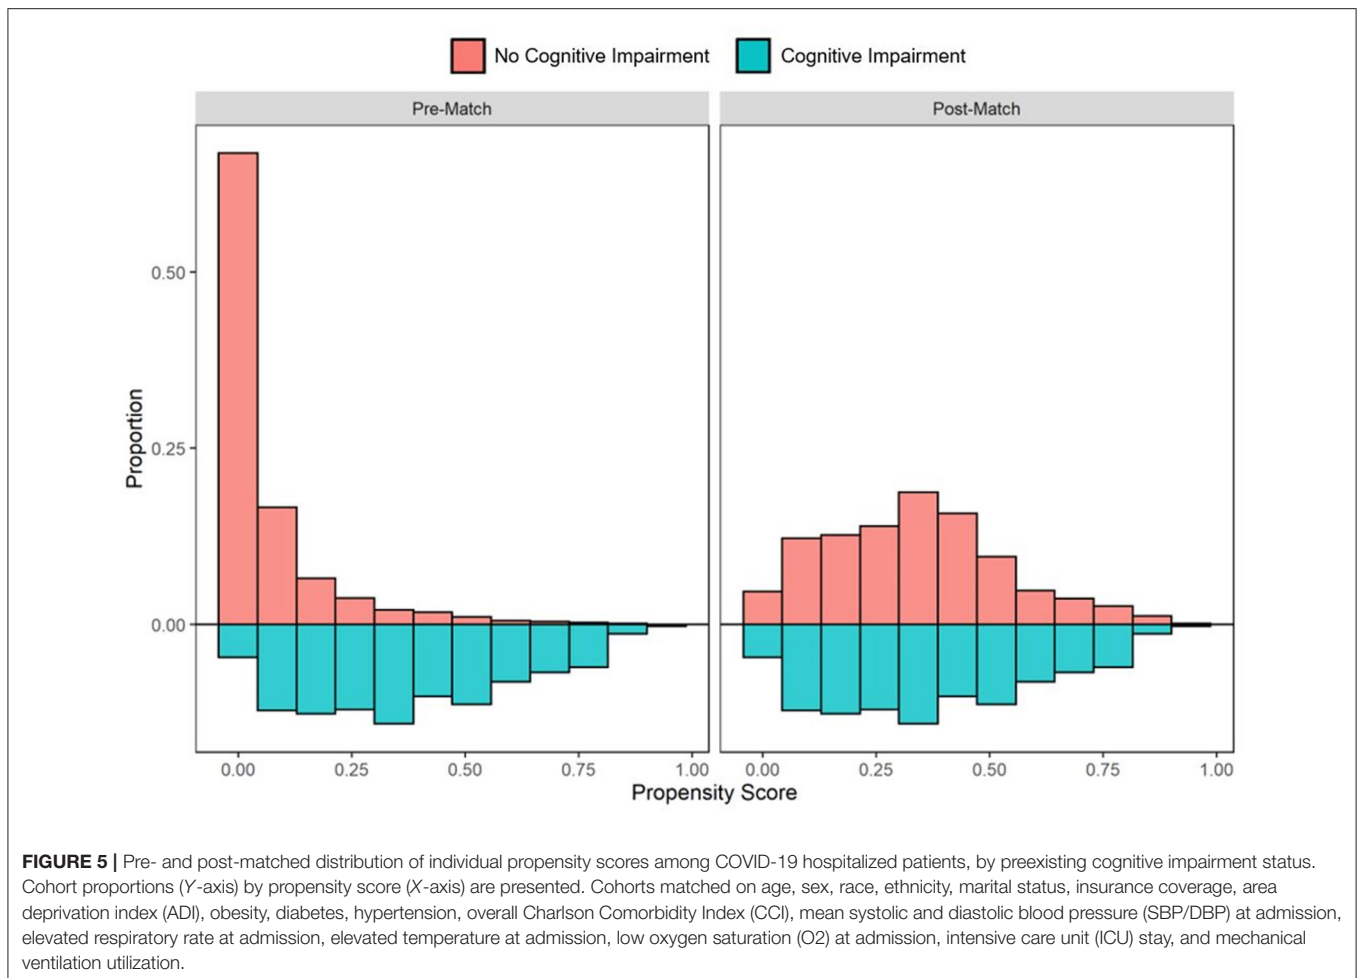 No Cognitive Impairment
Cognitive Impairment
Pre-Match
Post-Match
Proportion
0.50
0.25
0.00
0.00 0.25 0.50 0.75 1.00
0.00 0.25 0.50 0.75 1.00
Propensity Score
FIGURE 5 | Pre- and post-matched distribution of individual propensity scores among COVID-19 hospitalized patients, by preexisting cognitive impairment status.
Cohort proportions (Y-axis) by propensity score (X-axis) are presented. Cohorts matched on age, sex, race, ethnicity, marital status, insurance coverage, area
deprivation index (ADI), obesity, diabetes, hypertension, overall Charlson Comorbidity Index (CCI), mean systolic and diastolic blood pressure (SBP/DBP) at admission,
elevated respiratory rate at admission, elevated temperature at admission, low oxygen saturation (O2) at admission, intensive care unit (ICU) stay, and mechanical
ventilation utilization.